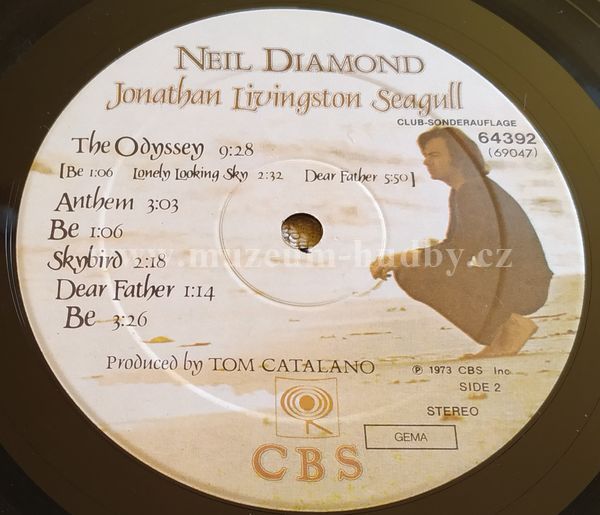 NEIL DIAMOND
Jonathan Livingston Seagull
CLUB-SONDERAUFLAGE
64392
(69047)
The Odyssey 9:28
[Be 1:06 Lonely Looking Sky 2:32 Dear Father 5:50]
Anthem 3:03
Be 1:06
www.muzeum-hudby.cz
Skybird 2:18
Dear Father 1:14
Be 3:26
Produced by TOM CATALANO
℗ 1973 CBS Inc
SIDE 2
STEREO
GEMA
CBS